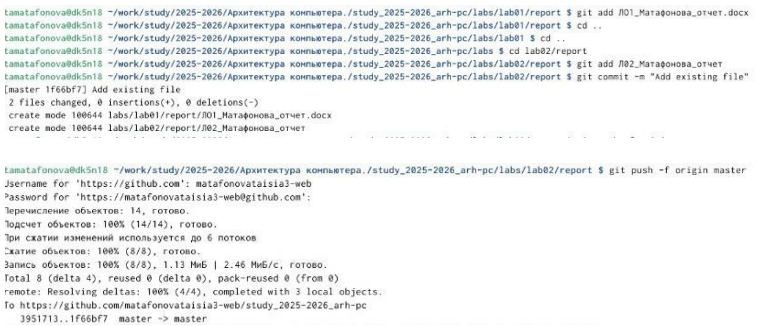 tamatafonova@dk5n18 ~/work/study/2025-2026/Архитектура компьютера./study_2025-2026_arh-pc/labs/lab01/report $ git add Л01_Матафонова_отчет.docx
tamatafonova@dk5n18 ~/work/study/2025-2026/Архитектура компьютера./study_2025-2026_arh-pc/labs/lab01/report $ cd ..
tamatafonova@dk5n18 ~/work/study/2025-2026/Архитектура компьютера./study_2025-2026_arh-pc/labs/lab01 $ cd ..
tamatafonova@dk5n18 ~/work/study/2025-2026/Архитектура компьютера./study_2025-2026_arh-pc/labs $ cd lab02/report
tamatafonova@dk5n18 ~/work/study/2025-2026/Архитектура компьютера./study_2025-2026_arh-pc/labs/lab02/report $ git add Л02_Матафонова_отчет
tamatafonova@dk5n18 ~/work/study/2025-2026/Архитектура компьютера./study_2025-2026_arh-pc/labs/lab02/report $ git commit -m "Add existing file"
[master 1f66bf7] Add existing file
2 files changed, 0 insertions(+), 0 deletions(-)
create mode 100644 labs/lab01/report/Л01_Матафонова_отчет.docx
create mode 100644 labs/lab02/report/Л02_Матафонова_отчет
tamatafonova@dk5n18 ~/work/study/2025-2026/Архитектура компьютера./study_2025-2026_arh-pc/labs/lab02/report $ git push -f origin master
Username for 'https://github.com': matafonovataisia3-web
Password for 'https://matafonovataisia3-web@github.com':
Перечисление объектов: 14, готово.
Подсчет объектов: 100% (14/14), готово.
При сжатии изменений используется до 6 потоков
Сжатие объектов: 100% (8/8), готово.
Запись объектов: 100% (8/8), 1.13 МиБ | 2.46 МиБ/с, готово.
Total 8 (delta 4), reused 0 (delta 0), pack-reused 0 (from 0)
remote: Resolving deltas: 100% (4/4), completed with 3 local objects.
To https://github.com/matafonovataisia3-web/study_2025-2026_arh-pc
3951713..1f66bf7 master -> master